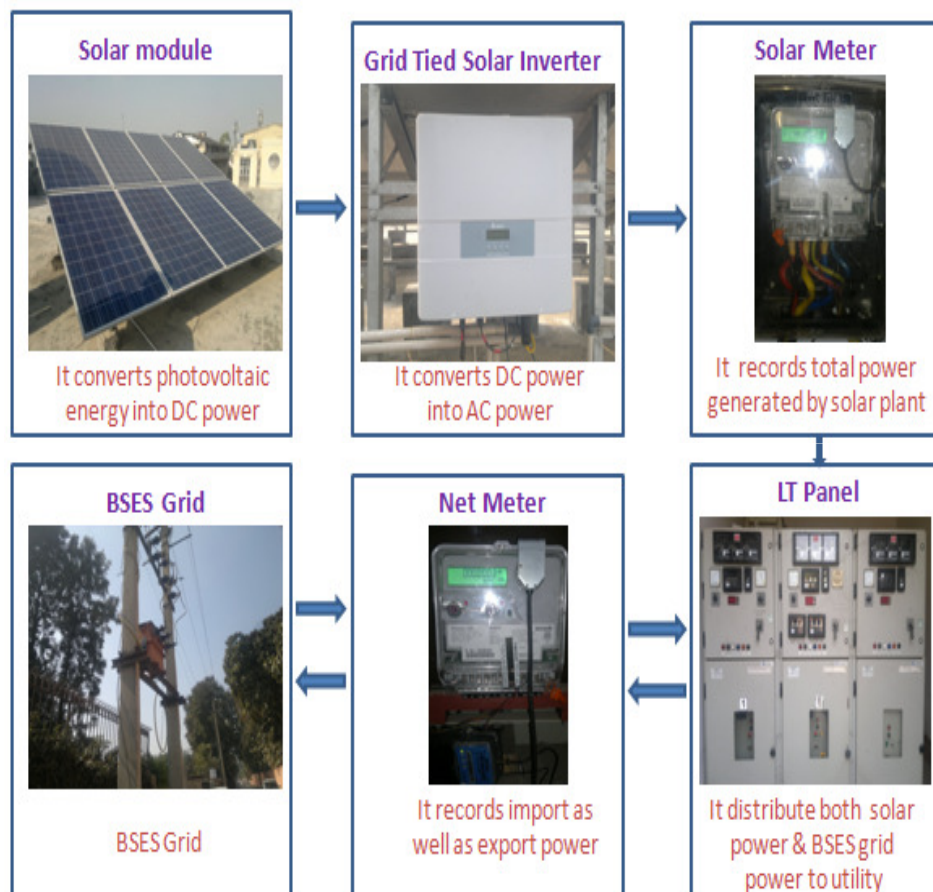 Solar module
It converts photovoltaic
energy into DC power
Grid Tied Solar Inverter
It converts DC power
into AC power
Solar Meter
It  records total power
generated by solar plant
BSES Grid
BSES Grid
Net Meter
It records import as
well as export power
LT Panel
It distribute both  solar
power & BSES grid
power to utility